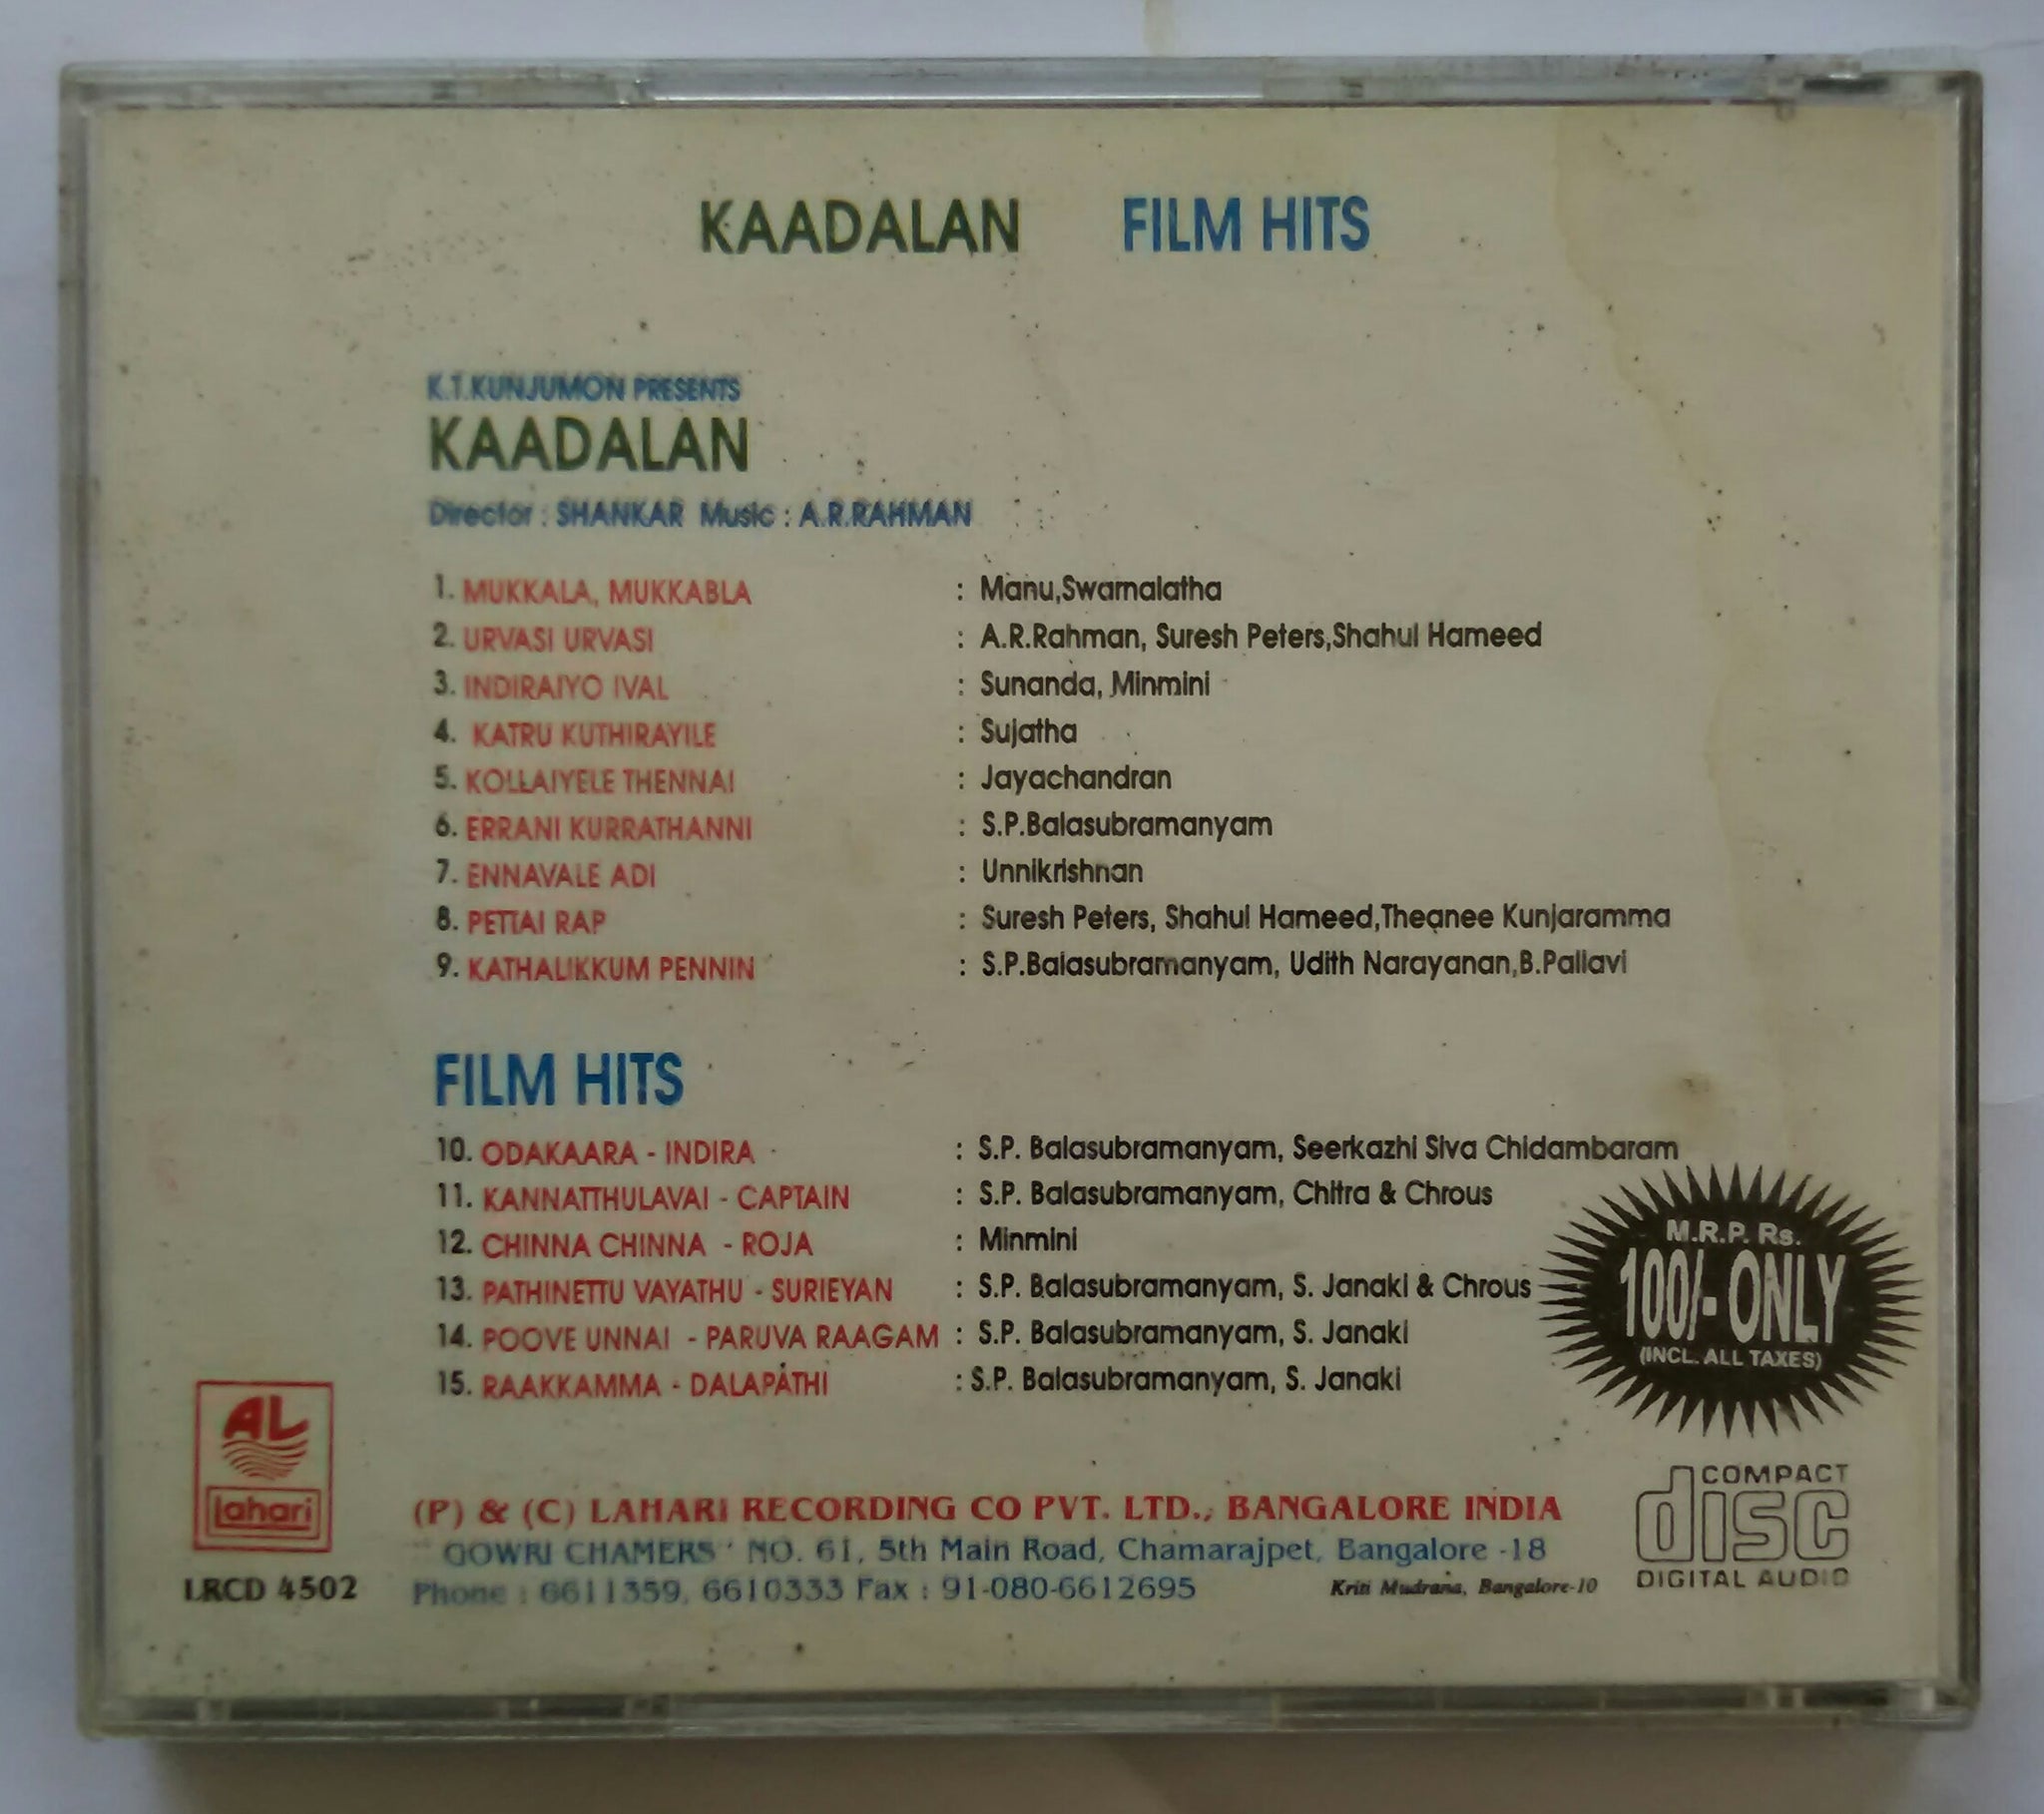 KAADALAN FILM HITS
K.T.KUNJUMON PRESENTS
KAADALAN
Director : SHANKAR Music : A.R.RAHMAN
1. MUKKALA, MUKKABLA : Manu,Swarnalatha
2. URVASI URVASI : A.R.Rahman, Suresh Peters,Shahul Hameed
3. INDIRAIYO IVAL : Sunanda, Minmini
4. KATRU KUTHIRAYILE : Sujatha
5. KOLLAIYELE THENNAI : Jayachandran
6. ERRANI KURRATHANNI : S.P.Balasubramanyam
7. ENNAVALE ADI : Unnikrishnan
8. PETTAI RAP : Suresh Peters, Shahul Hameed,Theanee Kunjaramma
9. KATHALIKKUM PENNIN : S.P.Balasubramanyam, Udith Narayanan,B.Pallavi
FILM HITS
10. ODAKAARA - INDIRA : S.P. Balasubramanyam, Seerkazhi Siva Chidambaram
11. KANNATTHULAVAI - CAPTAIN : S.P. Balasubramanyam, Chitra & Chrous
12. CHINNA CHINNA - ROJA : Minmini
13. PATHINETTU VAYATHU - SURIEYAN : S.P. Balasubramanyam, S. Janaki & Chrous
14. POOVE UNNAI - PARUVA RAAGAM : S.P. Balasubramanyam, S. Janaki
15. RAAKKAMMA - DALAPATHI : S.P. Balasubramanyam, S. Janaki
M.R.P. Rs.
100/- ONLY
(INCL. ALL TAXES)
AL
Lahari
LRCD 4502
(P) & (C) LAHARI RECORDING CO PVT. LTD., BANGALORE INDIA
" GOWRI CHAMERS " NO. 61, 5th Main Road, Chamarajpet, Bangalore -18
Phone : 6611359, 6610333 Fax : 91-080-6612695
Kriti Mudrana, Bangalore-10
COMPACT
disc
DIGITAL AUDIO